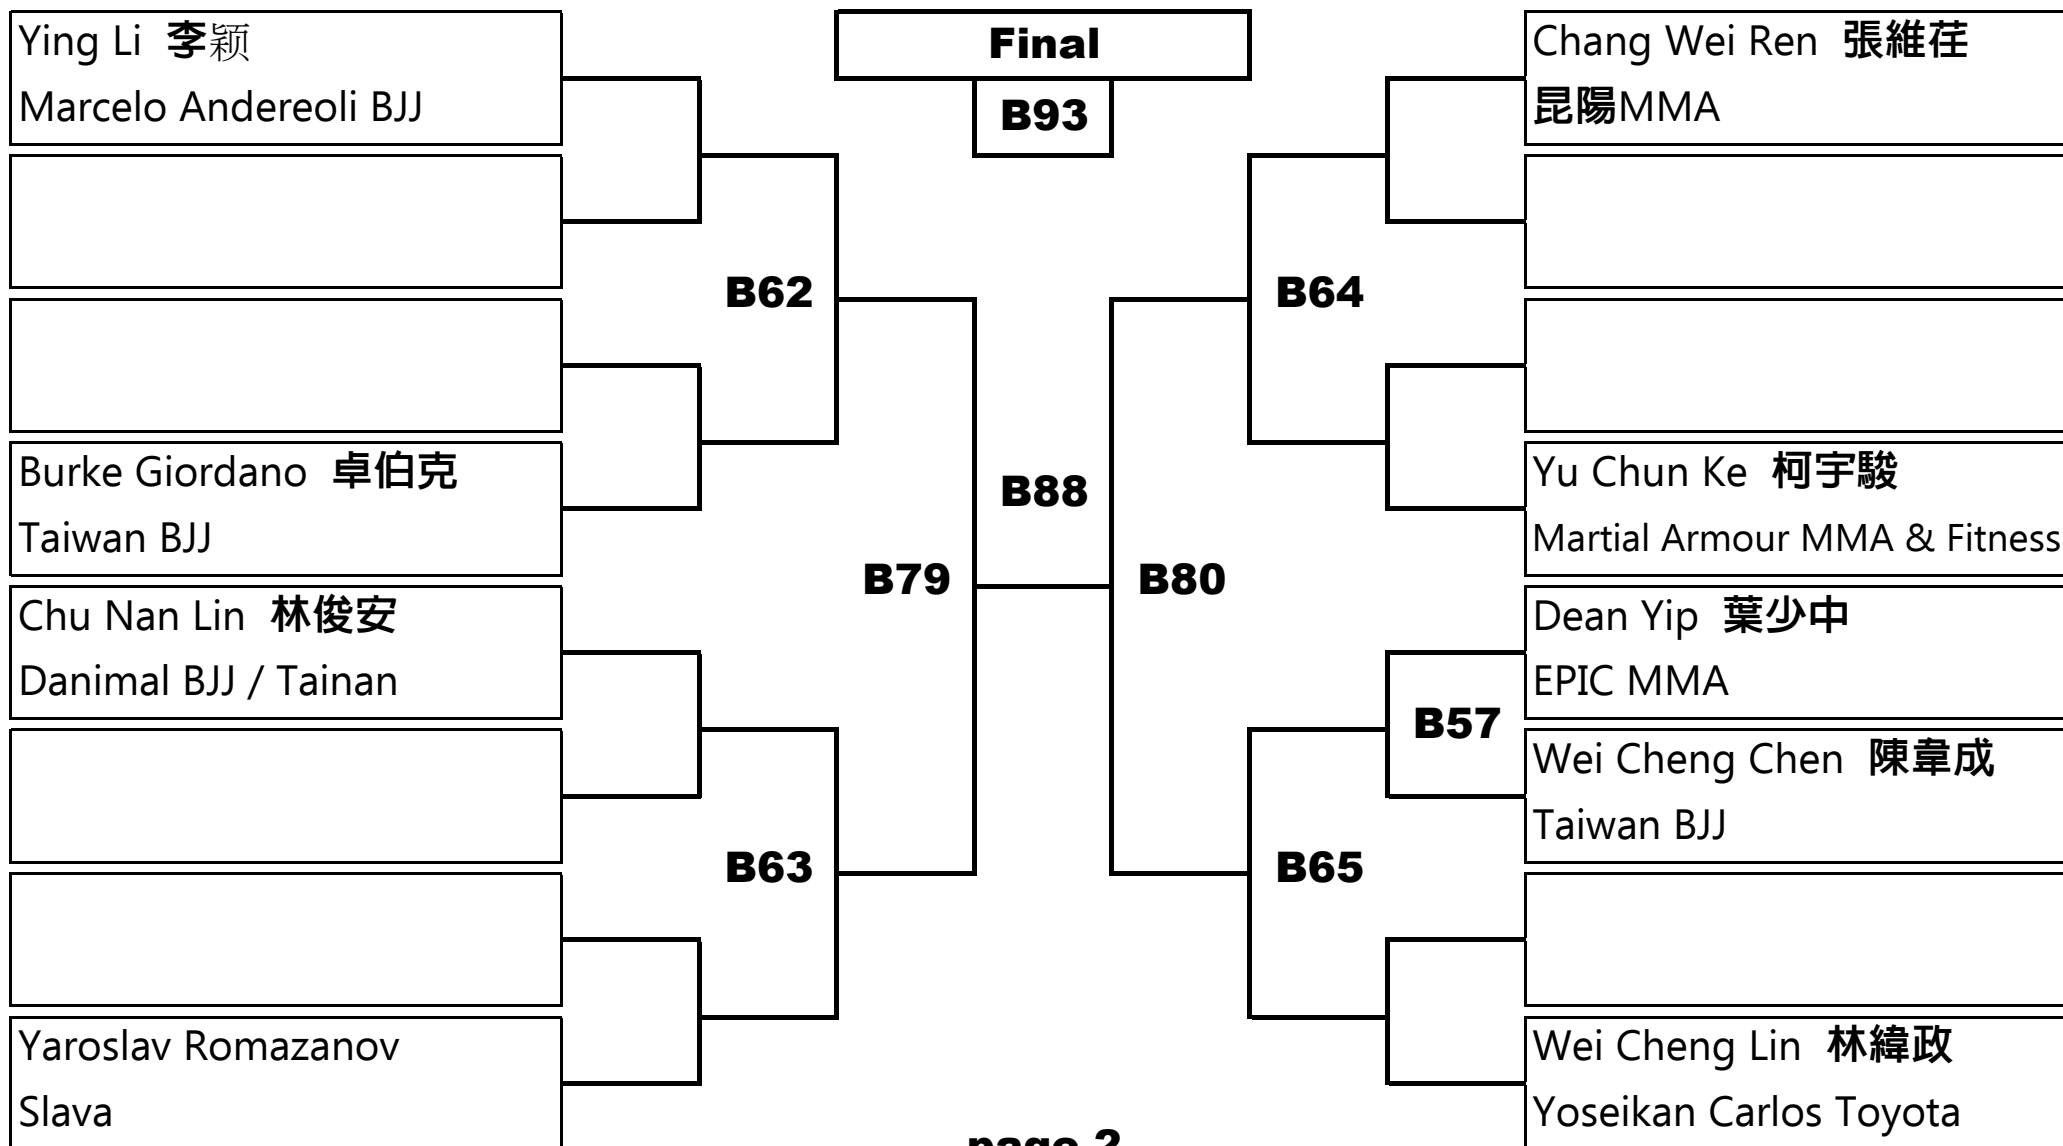 Ying Li 李颖
Marcelo Andereoli BJJ
Burke Giordano 卓伯克
Taiwan BJJ
Chu Nan Lin 林俊安
Danimal BJJ / Tainan
Yaroslav Romazanov
Slava
B62
B63
B79
Final
B93
B88
B80
B64
B57
B65
Chang Wei Ren 張維荏
昆陽MMA
Yu Chun Ke 柯宇駿
Martial Armour MMA & Fitness
Dean Yip 葉少中
EPIC MMA
Wei Cheng Chen 陳韋成
Taiwan BJJ
Wei Cheng Lin 林緯政
Yoseikan Carlos Toyota
page 2